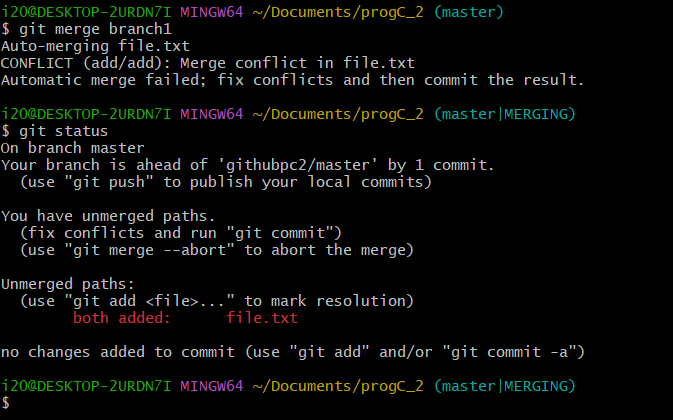 i20@DESKTOP-2URDN7I MINGW64 ~/Documents/progC_2 (master)
$ git merge branch1
Auto-merging file.txt
CONFLICT (add/add): Merge conflict in file.txt
Automatic merge failed; fix conflicts and then commit the result.

i20@DESKTOP-2URDN7I MINGW64 ~/Documents/progC_2 (master|MERGING)
$ git status
On branch master
Your branch is ahead of 'githubpc2/master' by 1 commit.
  (use "git push" to publish your local commits)

You have unmerged paths.
  (fix conflicts and run "git commit")
  (use "git merge --abort" to abort the merge)

Unmerged paths:
  (use "git add <file>..." to mark resolution)
        both added:      file.txt

no changes added to commit (use "git add" and/or "git commit -a")

i20@DESKTOP-2URDN7I MINGW64 ~/Documents/progC_2 (master|MERGING)
$